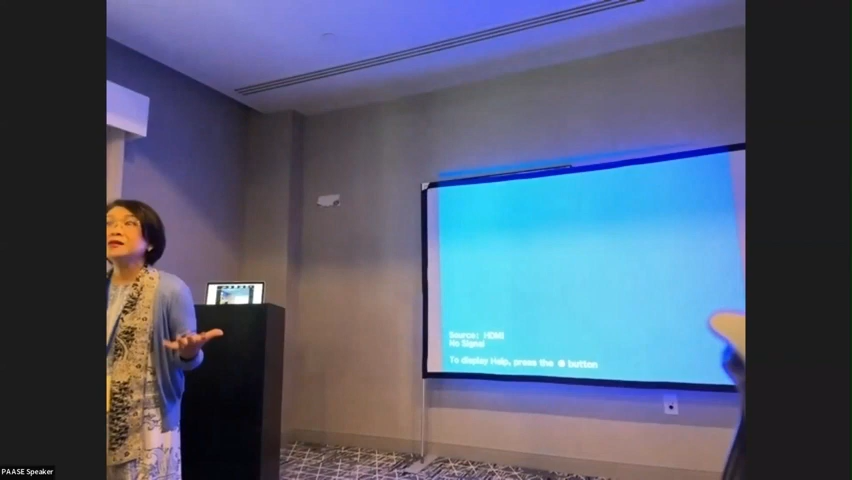 Source: HDMI
No Signal
To display Help, press the button
PAASE Speaker